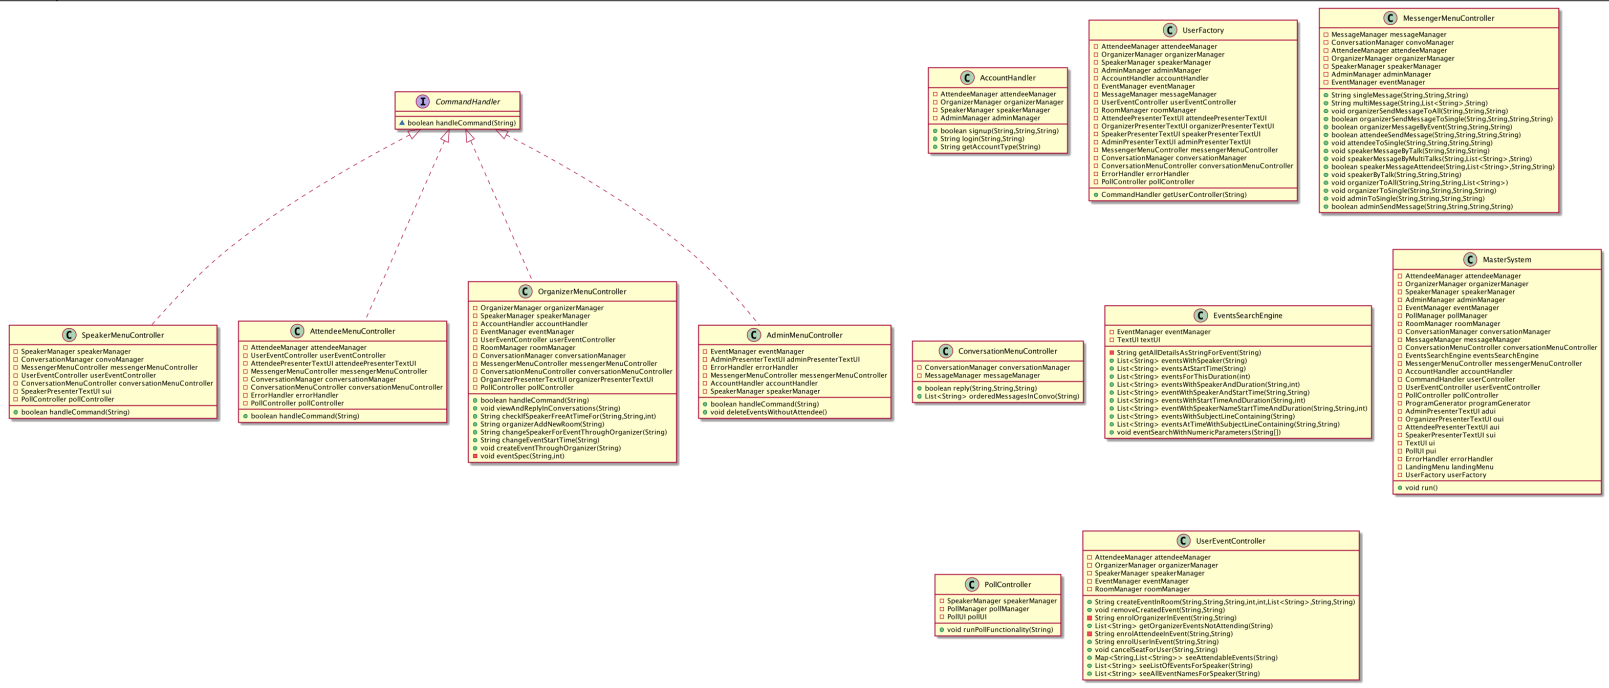 I CommandHandler
boolean handleCommand(String)
C SpeakerMenuController
SpeakerManager speakerManager
ConversationManager convoManager
MessengerMenuController messengerMenuController
UserEventController userEventController
ConversationMenuController conversationMenuController
SpeakerPresenterTextUI sui
PollController pollController
boolean handleCommand(String)
C AttendeeMenuController
AttendeeManager attendeeManager
UserEventController userEventController
AttendeePresenterTextUI attendeePresenterTextUI
MessengerMenuController messengerMenuController
ConversationManager conversationManager
ConversationMenuController conversationMenuController
ErrorHandler errorHandler
PollController pollController
boolean handleCommand(String)
C OrganizerMenuController
OrganizerManager organizerManager
SpeakerManager speakerManager
AccountHandler accountHandler
EventManager eventManager
UserEventController userEventController
RoomManager roomManager
ConversationManager conversationManager
MessengerMenuController messengerMenuController
ConversationMenuController conversationMenuController
OrganizerPresenterTextUI organizerPresenterTextUI
PollController pollController
boolean handleCommand(String)
void viewAndReplyInConversations(String)
String checkIfSpeakerFreeAtTimeFor(String,String,int)
String organizerAddNewRoom(String)
String changeSpeakerForEventThroughOrganizer(String)
String changeEventStartTime(String)
void createEventThroughOrganizer(String)
void eventSpec(String,int)
C AdminMenuController
EventManager eventManager
AdminPresenterTextUI adminPresenterTextUI
ErrorHandler errorHandler
MessengerMenuController messengerMenuController
AccountHandler accountHandler
SpeakerManager speakerManager
boolean handleCommand(String)
void deleteEventsWithoutAttendee()
C AccountHandler
AttendeeManager attendeeManager
OrganizerManager organizerManager
SpeakerManager speakerManager
AdminManager adminManager
boolean signup(String,String,String)
String login(String,String)
String getAccountType(String)
C UserFactory
AttendeeManager attendeeManager
OrganizerManager organizerManager
SpeakerManager speakerManager
AdminManager adminManager
AccountHandler accountHandler
EventManager eventManager
MessageManager messageManager
UserEventController userEventController
RoomManager roomManager
AttendeePresenterTextUI attendeePresenterTextUI
OrganizerPresenterTextUI organizerPresenterTextUI
SpeakerPresenterTextUI speakerPresenterTextUI
AdminPresenterTextUI adminPresenterTextUI
MessengerMenuController messengerMenuController
ConversationManager conversationManager
ConversationMenuController conversationMenuController
ErrorHandler errorHandler
PollController pollController
CommandHandler getUserController(String)
C MessengerMenuController
MessageManager messageManager
ConversationManager convoManager
AttendeeManager attendeeManager
OrganizerManager organizerManager
SpeakerManager speakerManager
AdminManager adminManager
EventManager eventManager
String singleMessage(String,String,String)
String multiMessage(String,List<String>,String)
void organizerSendMessageToAll(String,String,String)
boolean organizerSendMessageToSingle(String,String,String,String)
boolean organizerMessageByEvent(String,String,String)
boolean attendeeSendMessage(String,String,String,String)
void attendeeToSingle(String,String,String,String)
void speakerMessageByTalk(String,String,String)
void speakerMessageByMultiTalks(String,List<String>,String)
boolean speakerMessageAttendee(String,List<String>,String,String)
void speakerByTalk(String,String,String)
void organizerToAll(String,String,String,List<String>)
void organizerToSingle(String,String,String,String)
void adminToSingle(String,String,String,String)
boolean adminSendMessage(String,String,String,String)
C ConversationMenuController
ConversationManager conversationManager
MessageManager messageManager
boolean reply(String,String,String)
List<String> orderedMessagesInConvo(String)
C EventsSearchEngine
EventManager eventManager
TextUI textUI
String getAllDetailsAsStringForEvent(String)
List<String> eventsWithSpeaker(String)
List<String> eventsAtStartTime(String)
List<String> eventsForThisDuration(int)
List<String> eventsWithSpeakerAndDuration(String,int)
List<String> eventWithSpeakerAndStartTime(String,String)
List<String> eventsWithStartTimeAndDuration(String,int)
List<String> eventWithSpeakerNameStartTimeAndDuration(String,String,int)
List<String> eventsWithSubjectLineContaining(String)
List<String> eventsAtTimeWithSubjectLineContaining(String,String)
void eventSearchWithNumericParameters(String[])
C MasterSystem
AttendeeManager attendeeManager
OrganizerManager organizerManager
SpeakerManager speakerManager
AdminManager adminManager
EventManager eventManager
PollManager pollManager
RoomManager roomManager
ConversationManager conversationManager
MessageManager messageManager
ConversationMenuController conversationMenuController
EventsSearchEngine eventsSearchEngine
MessengerMenuController messengerMenuController
AccountHandler accountHandler
CommandHandler userController
UserEventController userEventController
PollController pollController
ProgramGenerator programGenerator
AdminPresenterTextUI adui
OrganizerPresenterTextUI oui
AttendeePresenterTextUI aui
SpeakerPresenterTextUI sui
TextUI ui
PollUI pui
ErrorHandler errorHandler
LandingMenu landingMenu
UserFactory userFactory
void run()
C PollController
SpeakerManager speakerManager
PollManager pollManager
PollUI pollUI
void runPollFunctionality(String)
C UserEventController
AttendeeManager attendeeManager
OrganizerManager organizerManager
SpeakerManager speakerManager
EventManager eventManager
RoomManager roomManager
String createEventInRoom(String,String,String,int,int,List<String>,String,String)
void removeCreatedEvent(String,String)
String enrolOrganizerInEvent(String,String)
List<String> getOrganizerEventsNotAttending(String)
String enrolAttendeeInEvent(String,String)
String enrolUserInEvent(String,String)
void cancelSeatForUser(String,String)
Map<String,List<String>> seeAttendableEvents(String)
List<String> seeListOfEventsForSpeaker(String)
List<String> seeAllEventNamesForSpeaker(String)